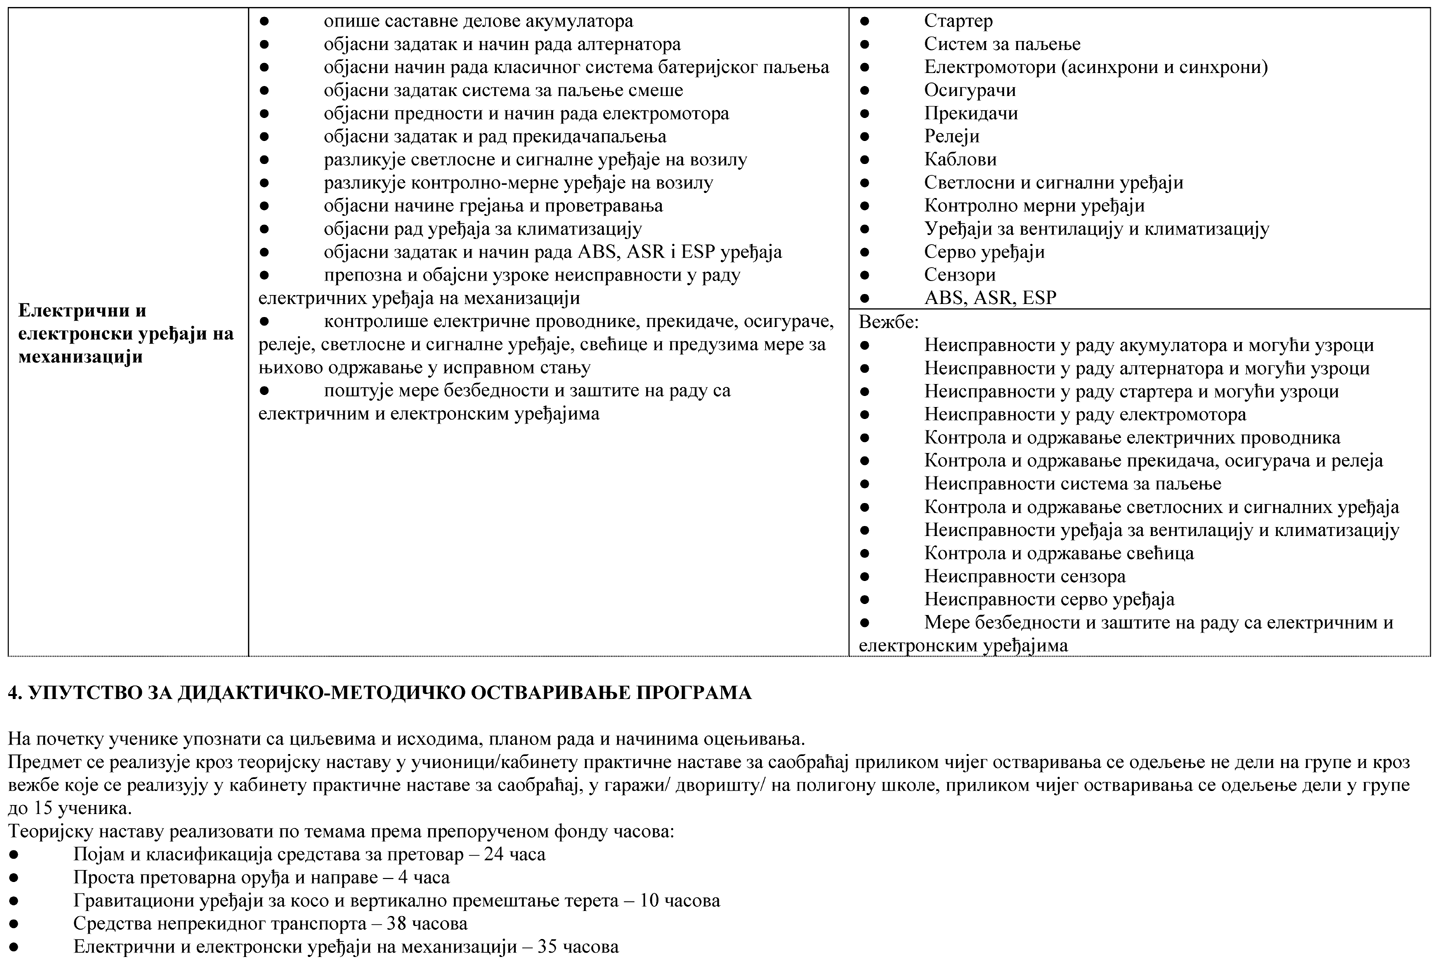 Електрични и
електронски уређаји на
механизацији
● опише саставне делове акумулатора
● објасни задатак и начин рада алтернатора
● објасни начин рада класичног система батеријског паљења
● објасни задатак система за паљење смеше
● објасни предности и начин рада електромотора
● објасни задатак и рад прекидачапаљења
● разликује светлосне и сигналне уређаје на возилу
● разликује контролно-мерне уређаје на возилу
● објасни начине грејања и проветравања
● објасни рад уређаја за климатизацију
● објасни задатак и начин рада ABS, ASR i ESP уређаја
● препозна и обајсни узроке неисправности у раду
електричних уређаја на механизацији
● контролише електричне проводнике, прекидаче, осигураче,
релеје, светлосне и сигналне уређаје, свећице и предузима мере за
њихово одржавање у исправном стању
● поштује мере безбедности и заштите на раду са
електричним и електронским уређајима
● Стартер
● Систем за паљење
● Електромотори (асинхрони и синхрони)
● Осигурачи
● Прекидачи
● Релеји
● Каблови
● Светлосни и сигнални уређаји
● Контролно мерни уређаји
● Уређаји за вентилацију и климатизацију
● Серво уређаји
● Сензори
● ABS, ASR, ESP
Вежбе:
● Неисправности у раду акумулатора и могући узроци
● Неисправности у раду алтернатора и могући узроци
● Неисправности у раду стартера и могући узроци
● Неисправности у раду електромотора
● Контрола и одржавање електричних проводника
● Контрола и одржавање прекидача, осигурача и релеја
● Неисправности система за паљење
● Контрола и одржавање светлосних и сигналних уређаја
● Неисправности уређаја за вентилацију и климатизацију
● Контрола и одржавање свећица
● Неисправности сензора
● Неисправности серво уређаја
● Мере безбедности и заштите на раду са електричним и
електронским уређајима
4. УПУТСТВО ЗА ДИДАКТИЧКО-МЕТОДИЧКО ОСТВАРИВАЊЕ ПРОГРАМА
На почетку ученике упознати са циљевима и исходима, планом рада и начинима оцењивања.
Предмет се реализује кроз теоријску наставу у учионици/кабинету практичне наставе за саобраћај приликом чијег остваривања се одељење не дели на групе и кроз
вежбе које се реализују у кабинету практичне наставе за саобраћај, у гаражи/ дворишту/ на полигону школе, приликом чијег остваривања се одељење дели у групе
до 15 ученика.
Теоријску наставу реализовати по темама према препорученом фонду часова:
● Појам и класификација средстава за претовар – 24 часа
● Проста претоварна оруђа и направе – 4 часа
● Гравитациони уређаји за косо и вертикално премештање терета – 10 часова
● Средства непрекидног транспорта – 38 часова
● Електрични и електронски уређаји на механизацији – 35 часова